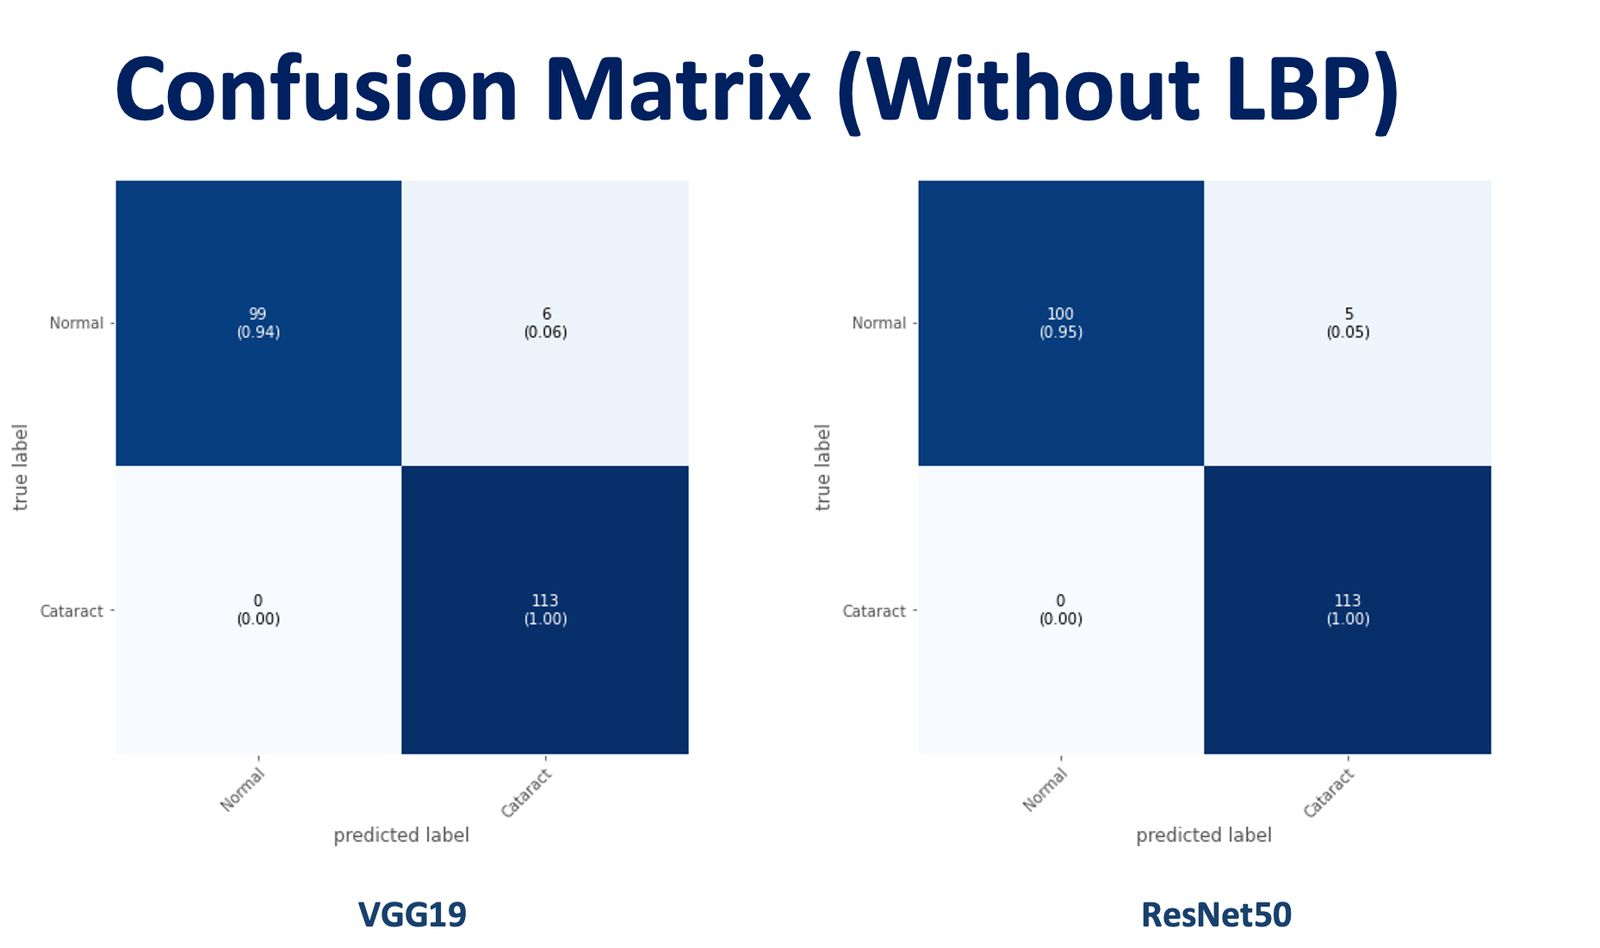 Confusion Matrix (Without LBP)
true label
Normal
99
(0.94)
6
(0.06)
Cataract
0
(0.00)
113
(1.00)
Normal
Cataract
predicted label
VGG19
true label
Normal
100
(0.95)
5
(0.05)
Cataract
0
(0.00)
113
(1.00)
Normal
Cataract
predicted label
ResNet50